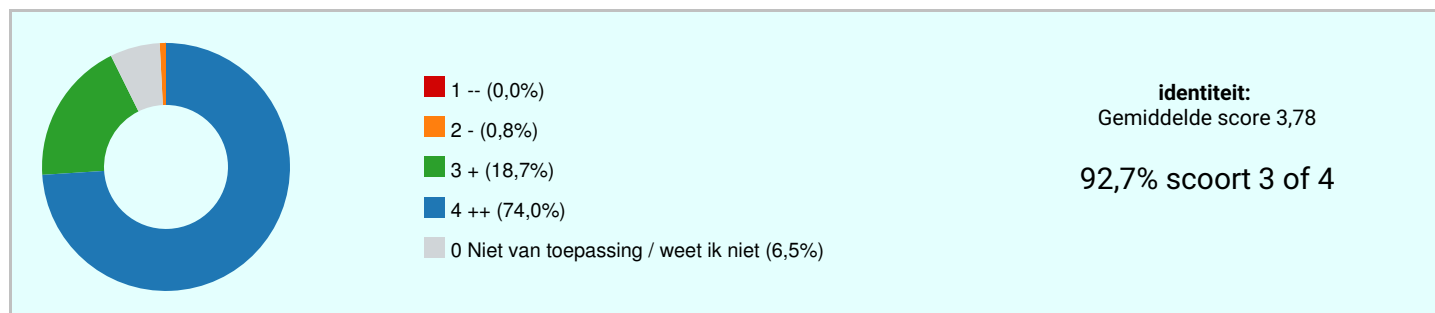 1 -- (0,0%)
2 - (0,8%)
3 + (18,7%)
4 ++ (74,0%)
0 Niet van toepassing / weet ik niet (6,5%)
identiteit:
Gemiddelde score 3,78
92,7% scoort 3 of 4